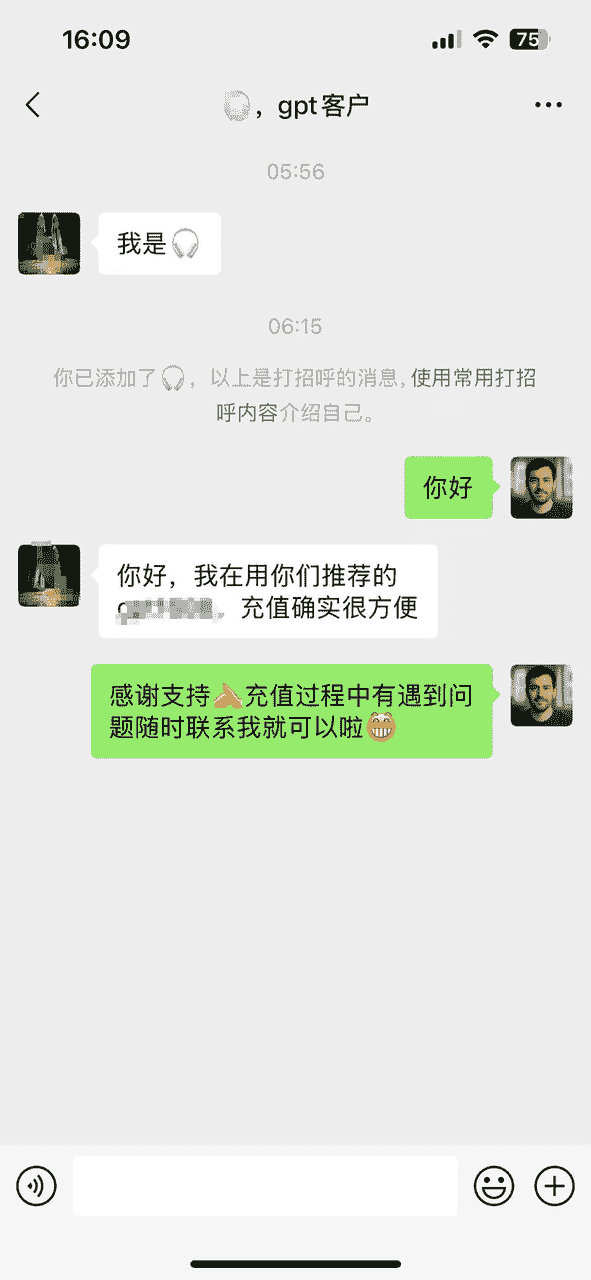 16:09
75
，gpt客户
05:56
我是🎧
06:15
你已添加了🎧，以上是打招呼的消息，使用常用打招
呼内容介绍自己。
你好
你好，我在用你们推荐的
充值确实很方便
感谢支持🙏充值过程中有遇到问
题随时联系我就可以啦😁